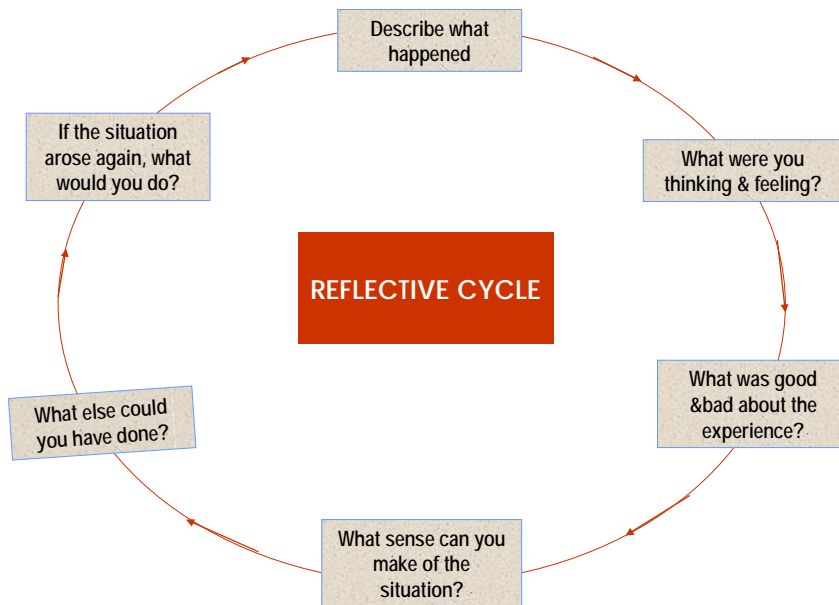 Describe what
happened
What were you
thinking & feeling?
What was good
&bad about the
experience?
What sense can you
make of the
situation?
What else could
you have done?
If the situation
arose again, what
would you do?
REFLECTIVE CYCLE